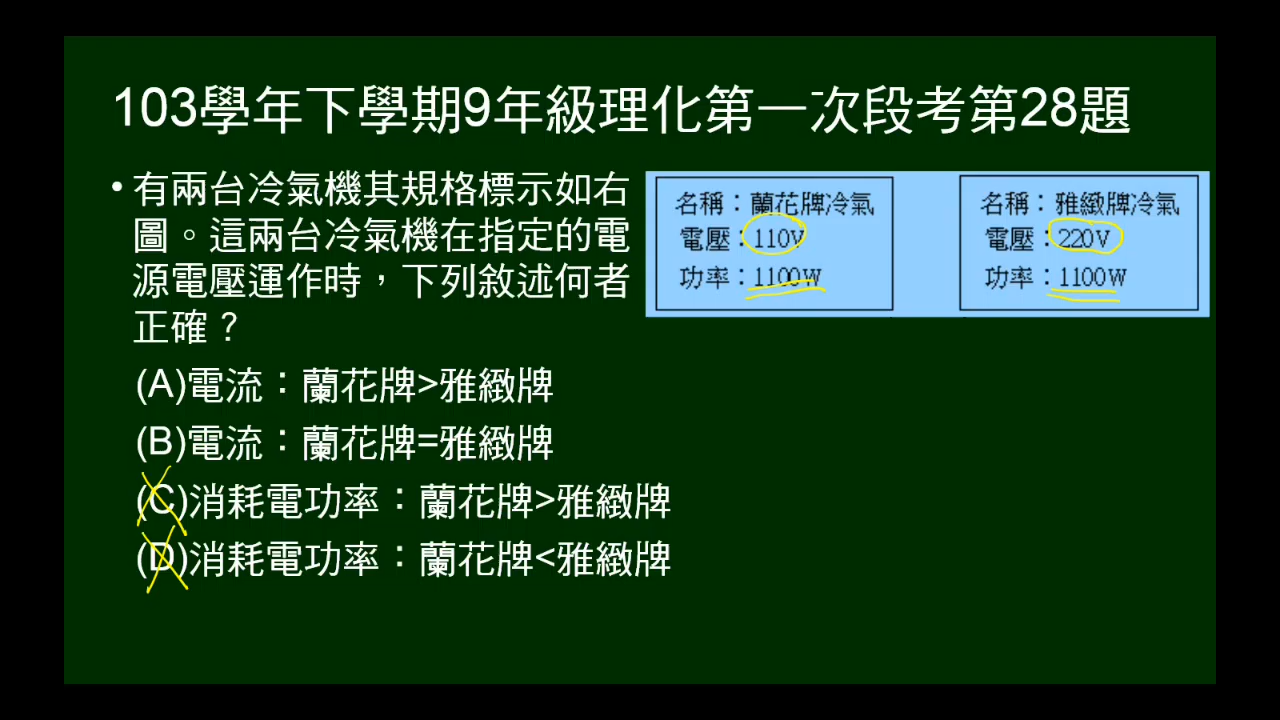 103學年下學期9年級理化第一次段考第28題
• 有兩台冷氣機其規格標示如右
圖。這兩台冷氣機在指定的電
源電壓運作時，下列敘述何者
正確？
(A)電流：蘭花牌>雅緻牌
(B)電流：蘭花牌=雅緻牌
(C)消耗電功率：蘭花牌>雅緻牌
(D)消耗電功率：蘭花牌<雅緻牌
名稱：蘭花牌冷氣
電壓：110V
功率：1100W
名稱：雅緻牌冷氣
電壓：220V
功率：1100W